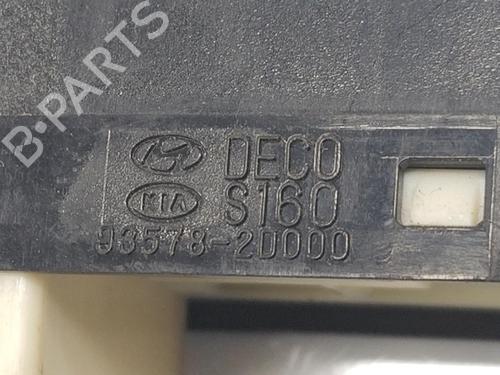 DECO
KIA S160
93578-2D000
B-PARTS